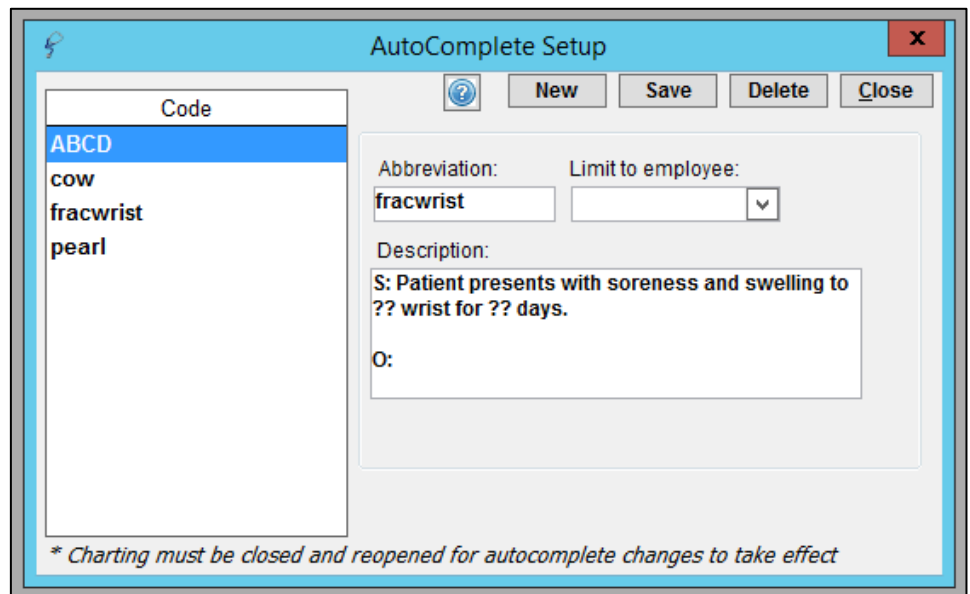 AutoComplete Setup
x
New Save Delete Close
Code
ABCD
cow
fracwrist
pearl
Abbreviation: Limit to employee:
fracwrist
Description:
S: Patient presents with soreness and swelling to
?? wrist for ?? days.
O:
* Charting must be closed and reopened for autocomplete changes to take effect